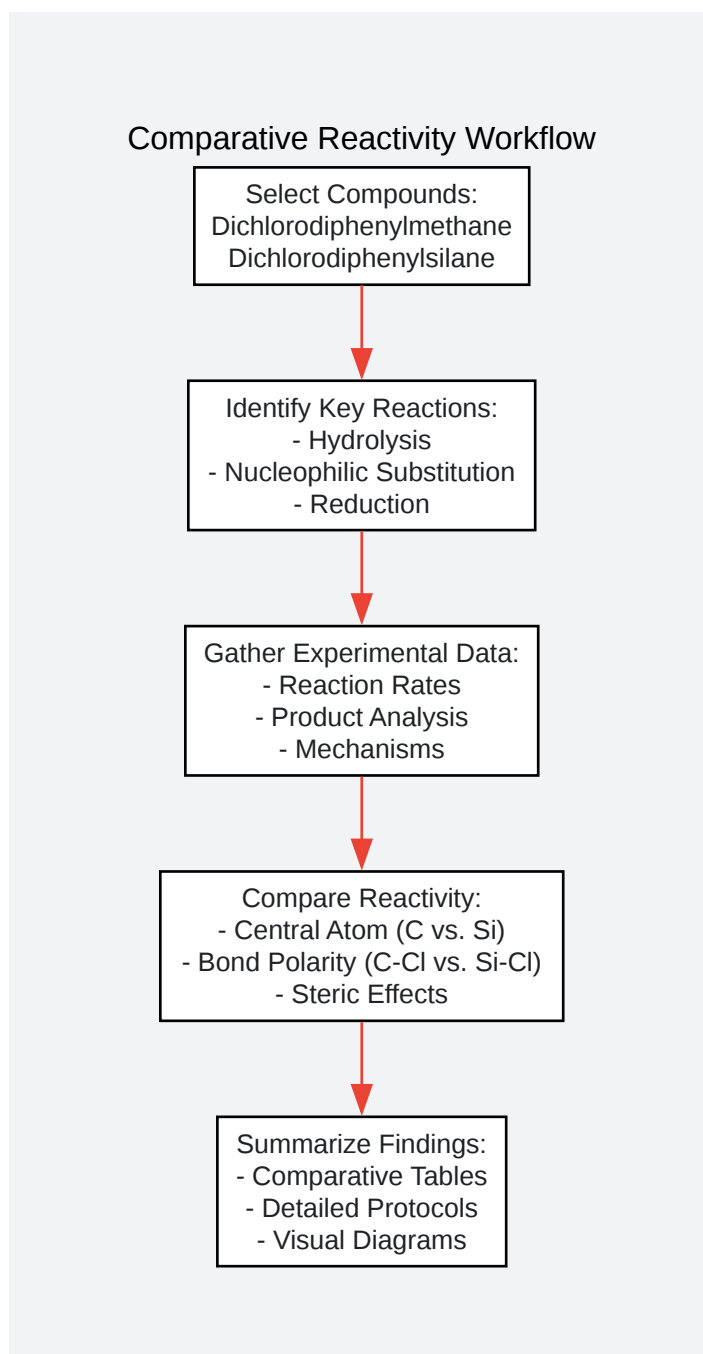 Comparative Reactivity Workflow
Select Compounds:
Dichlorodiphenylmethane
Dichlorodiphenylsilane
Identify Key Reactions:
- Hydrolysis
- Nucleophilic Substitution
- Reduction
Gather Experimental Data:
- Reaction Rates
- Product Analysis
- Mechanisms
Compare Reactivity:
- Central Atom (C vs. Si)
- Bond Polarity (C-Cl vs. Si-Cl)
- Steric Effects
Summarize Findings:
- Comparative Tables
- Detailed Protocols
- Visual Diagrams